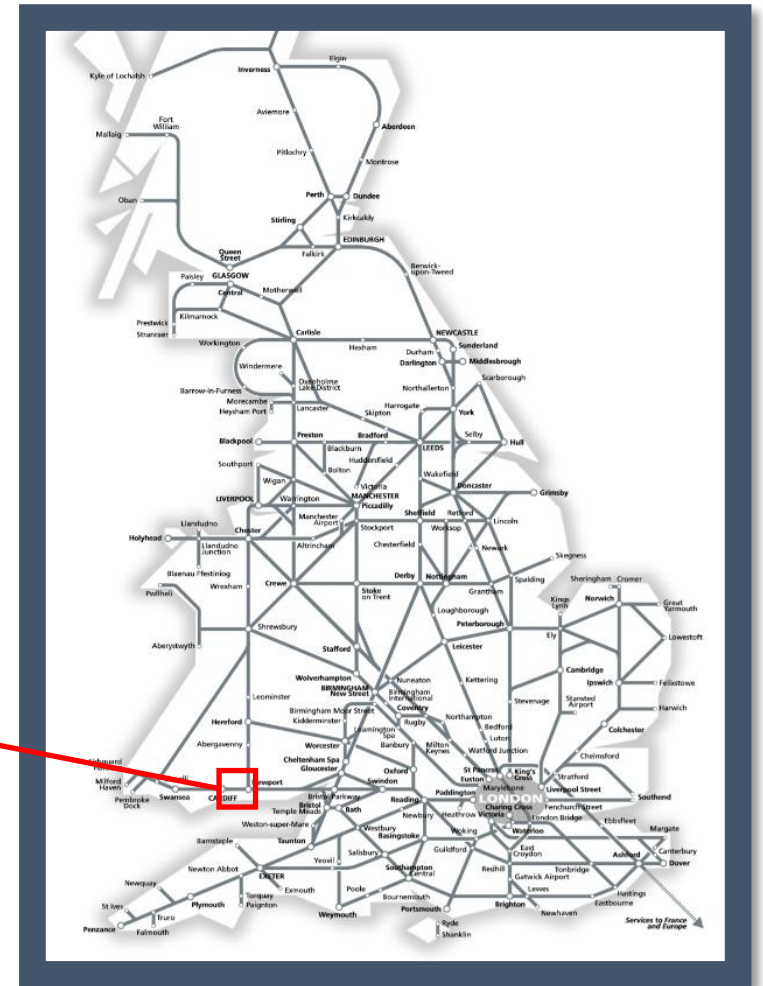 Elgin
Kyle of Lochalsh
Inverness
Aviemore
Fort
William
Mallaig
Aberdeen
Pitlochry
Montrose
Perth
Dundee
Oban
Stirling
Kirkcaldy
EDINBURGH
Queen
Street
Falkirk
Berwick-
upon-Tweed
Paisley
GLASGOW
Central
Motherwell
Prestwick
Kilmarnock
Stranraer
Carlisle
NEWCASTLE
Workington
Hexham
Sunderland
Durham
Darlington
Middlesbrough
Windermere
Scarborough
Oxenholme
Lake District
Barrow-in-Furness
Northallerton
Morecambe
Heysham Port
Lancaster
Harrogate
York
Skipton
Blackpool
Preston
Bradford
Selby
Hull
Blackburn
LEEDS
Huddersfield
Southport
Bolton
Wakefield
Wigan
Victoria
Doncaster
Grimsby
LIVERPOOL
Warrington
MANCHESTER
Piccadilly
Manchester
Airport
Sheffield
Retford
Lincoln
Llandudno
Chester
Stockport
Worksop
Holyhead
Llandudno
Junction
Altrincham
Chesterfield
Newark
Skegness
Blaenau Ffestiniog
Pwllheli
Wrexham
Crewe
Stoke
on Trent
Derby
Nottingham
Grantham
Spalding
Sheringham
Cromer
Kings
Lynn
Norwich
Great
Yarmouth
Loughborough
Shrewsbury
Peterborough
Ely
Lowestoft
Aberystwyth
Stafford
Leicester
Wolverhampton
Nuneaton
Kettering
Cambridge
BIRMINGHAM
New Street
Birmingham
International
Ipswich
Felixstowe
Leominster
Coventry
Stevenage
Stansted
Airport
Harwich
Birmingham Moor Street
Kidderminster
Rugby
Northampton
Hereford
Leamington
Spa
Bedford
Colchester
Worcester
Banbury
Milton
Keynes
Luton
Abergavenny
Watford Junction
Chelmsford
Cheltenham Spa
Gloucester
Oxford
St Pancras
Euston
King's
Cross
Stratford
Milford
Haven
Swindon
Marylebone
Liverpool Street
Newport
Paddington
LONDON
Pembroke
Dock
Swansea
CARDIFF
Bristol Parkway
Reading
Charing Cross
Fenchurch Street
Southend
Bristol
Temple Meads
Bath
Newbury
Heathrow
Victoria
London Bridge
Ebbsfleet
Weston-super-Mare
Westbury
Basingstoke
Woking
Waterloo
Margate
Barnstaple
Taunton
Guildford
East
Croydon
Canterbury
Yeovil
Salisbury
Ashford
Dover
Newton Abbot
EXETER
Southampton
Central
Redhill
Tonbridge
Gatwick Airport
Newquay
Exmouth
Poole
Lewes
Hastings
St Ives
Torquay
Paignton
Bournemouth
Eastbourne
Plymouth
Weymouth
Portsmouth
Brighton
Newhaven
Truro
Penzance
Falmouth
Ryde
Shanklin
Services to France
and Europe